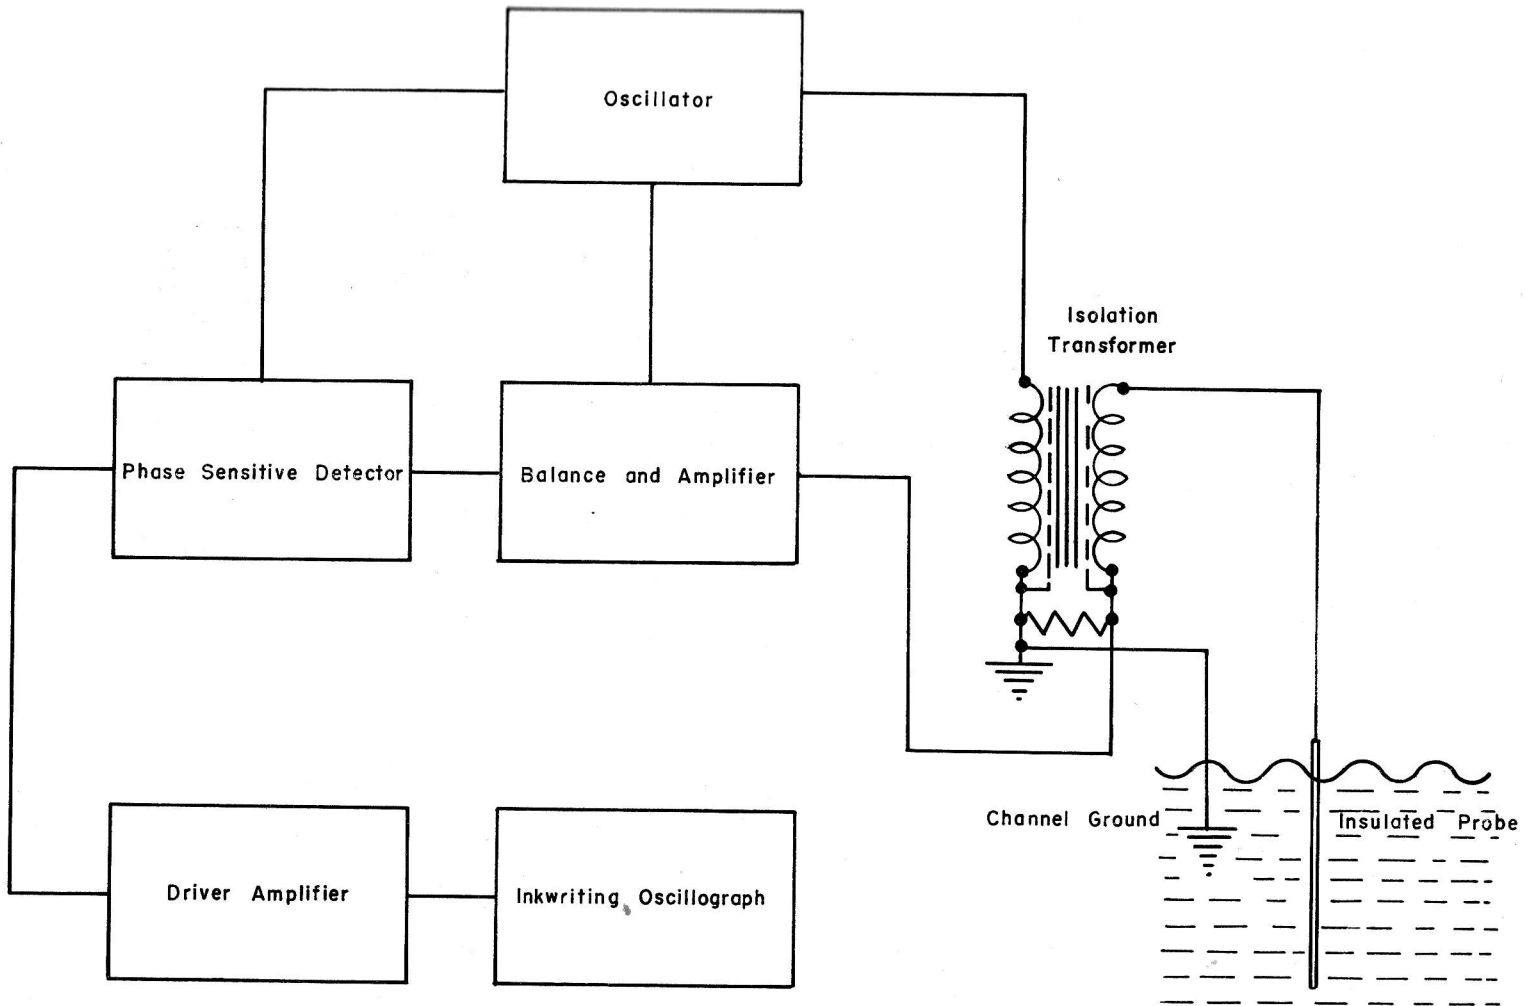 Oscillator
Isolation
Transformer
Phase Sensitive Detector
Balance and Amplifier
Channel Ground
Insulated Probe
Driver Amplifier
Inkwriting Oscillograph